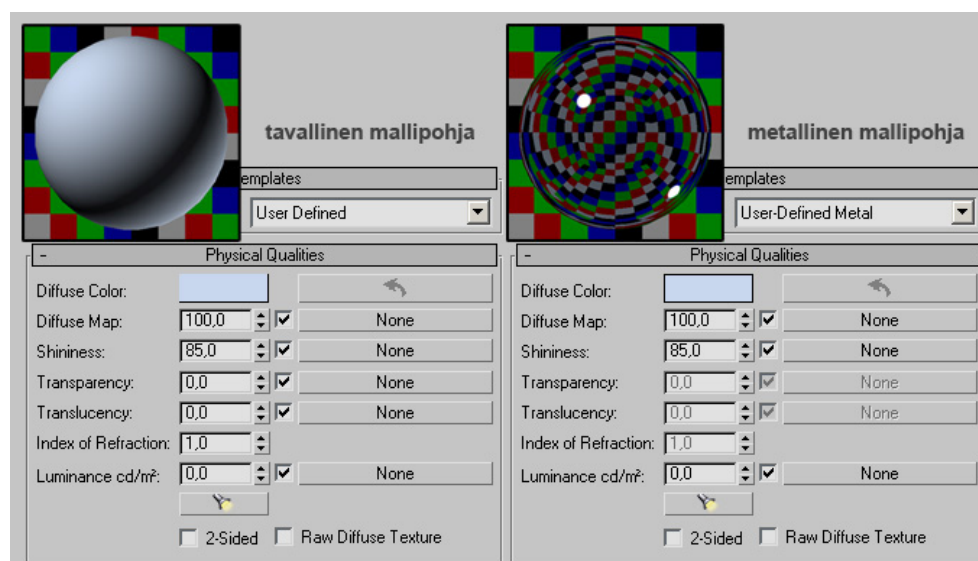 tavallinen mallipohja
emplates
User Defined
- Physical Qualities
Diffuse Color:
Diffuse Map: 100,0 None
Shininess: 85,0 None
Transparency: 0,0 None
Translucency: 0,0 None
Index of Refraction: 1,0
Luminance cd/m²: 0,0 None
2-Sided Raw Diffuse Texture
metallinen mallipohja
emplates
User-Defined Metal
- Physical Qualities
Diffuse Color:
Diffuse Map: 100,0 None
Shininess: 85,0 None
Transparency: 0,0 None
Translucency: 0,0 None
Index of Refraction: 1,0
Luminance cd/m²: 0,0 None
2-Sided Raw Diffuse Texture